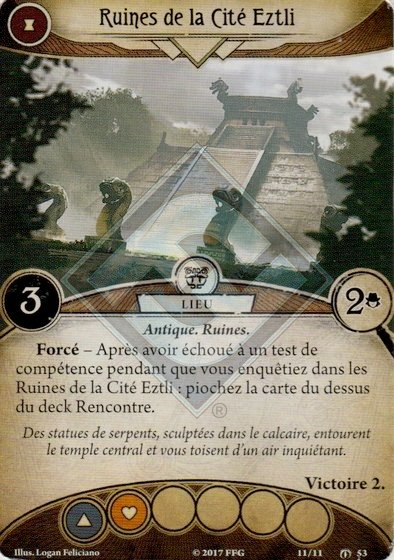 Ruines de la Cité Eztli
3
LIEU
2
Antique. Ruines.
Forcé – Après avoir échoué à un test de
compétence pendant que vous enquêtiez dans les
Ruines de la Cité Eztli : piochez la carte du dessus
du deck Rencontre.
Des statues de serpents, sculptées dans le calcaire, entourent
le temple central et vous toisent d'un air inquiétant.
Victoire 2.
Illus. Logan Feliciano © 2017 FFG 11/11 53